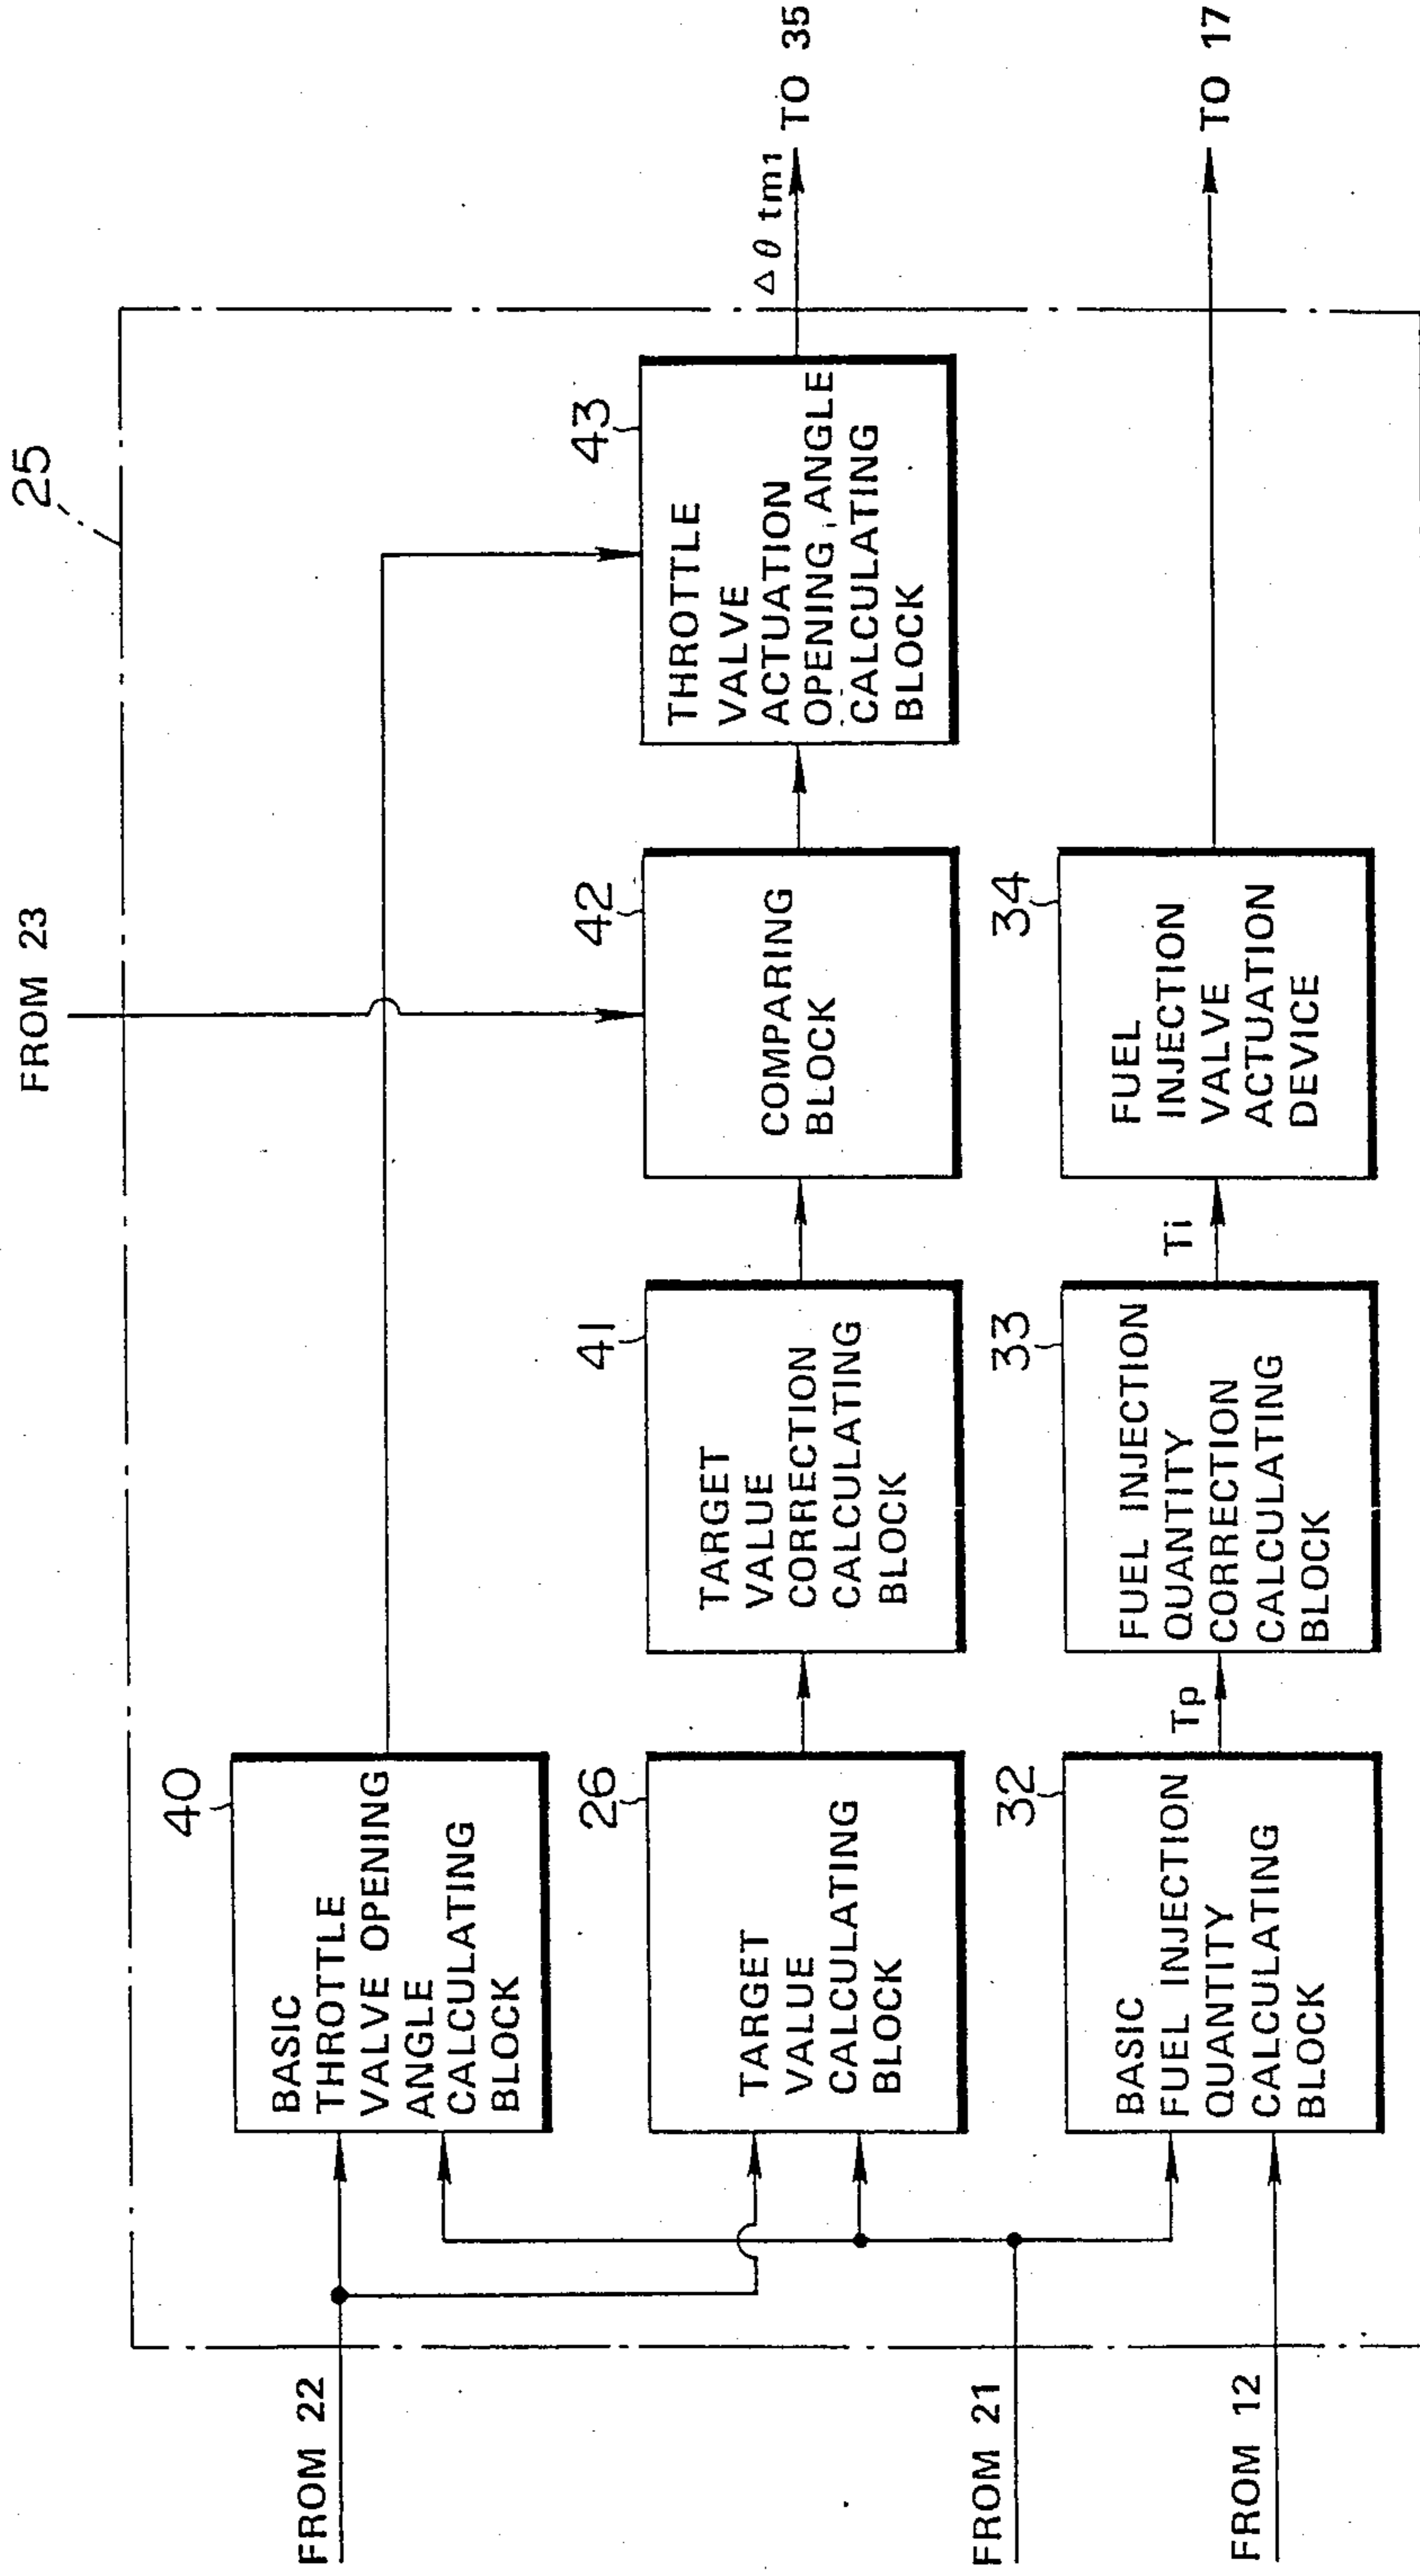 25
FROM 23
FROM 22
FROM 21
FROM 12
40
BASIC
THROTTLE
VALVE OPENING
ANGLE
CALCULATING
BLOCK
26
TARGET
VALUE
CALCULATING
BLOCK
41
TARGET
VALUE
CORRECTION
CALCULATING
BLOCK
42
COMPARING
BLOCK
43
THROTTLE
VALVE
ACTUATION
OPENING ANGLE
CALCULATING
BLOCK
Δθ tm1
TO 35
32
BASIC
FUEL INJECTION
QUANTITY
CALCULATING
BLOCK
Tp
33
FUEL INJECTION
QUANTITY
CORRECTION
CALCULATING
BLOCK
Ti
34
FUEL
INJECTION
VALVE
ACTUATION
DEVICE
TO 17